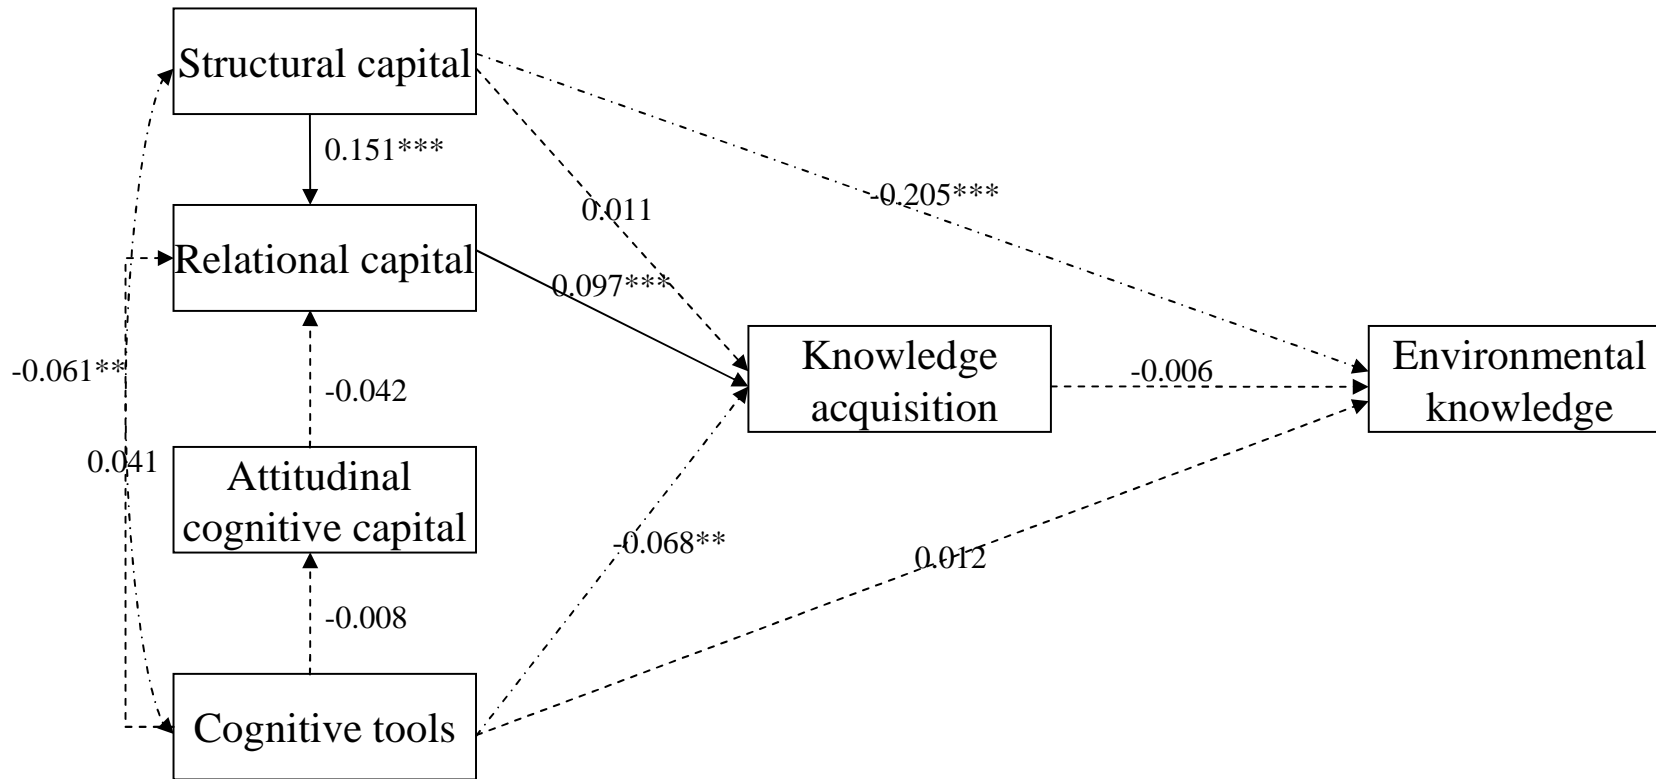 Structural capital
0.151***
-0.205***
0.011
Relational capital
0.097***
-0.061**
-0.042
Knowledge
acquisition
-0.006
Environmental
knowledge
0.041
Attitudinal
cognitive capital
-0.068**
0.012
-0.008
Cognitive tools